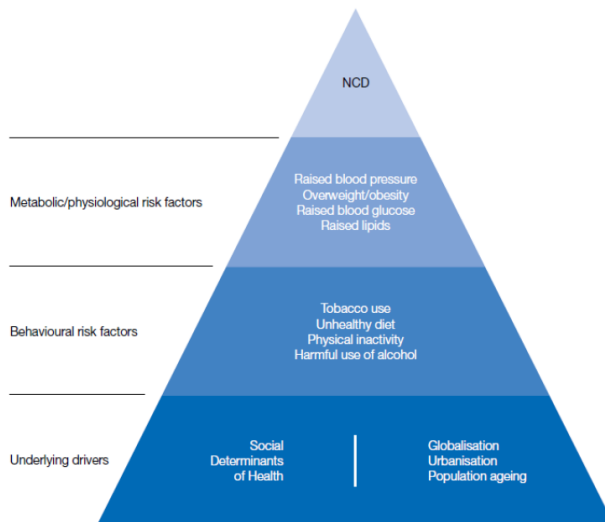 NCD
Metabolic/physiological risk factors
Raised blood pressure
Overweight/obesity
Raised blood glucose
Raised lipids
Behavioural risk factors
Tobacco use
Unhealthy diet
Physical inactivity
Harmful use of alcohol
Underlying drivers
Social
Determinants
of Health
Globalisation
Urbanisation
Population ageing